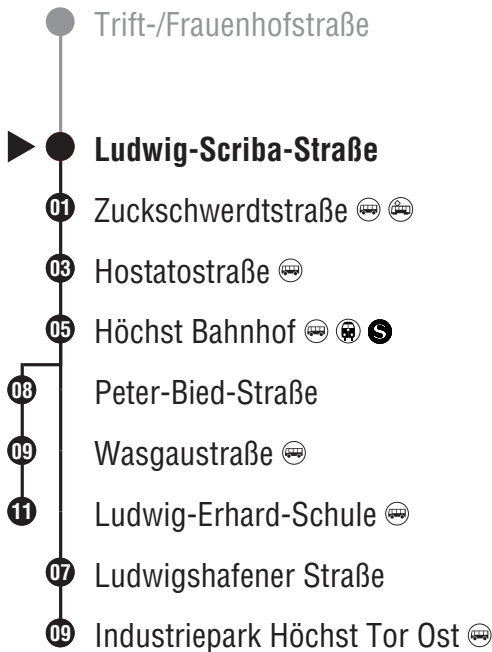 Trift-/Frauenhofstraße
Ludwig-Scriba-Straße
01 Zuckschwerdtstraße
03 Hostatostraße
05 Höchst Bahnhof S
08 Peter-Bied-Straße
09 Wasgaustraße
11 Ludwig-Erhard-Schule
07 Ludwigshafener Straße
09 Industriepark Höchst Tor Ost